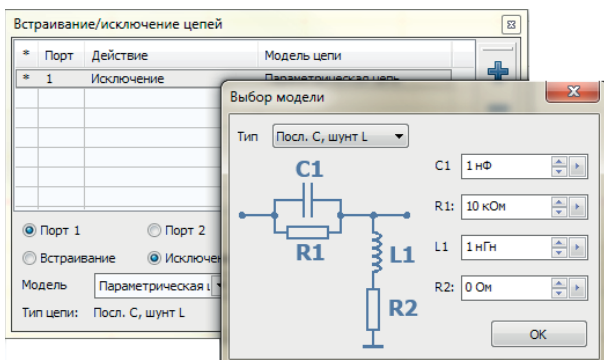 Встраивание/исключение цепей
* Порт Действие Модель цепи
* 1 Исключение Параметрическая цепь
Порт 1 Порт 2
Встраивание
Модель Параметрическая
Тип цепи: Посл. C, шунт L
Выбор модели
Тип Посл. C, шунт L
C1
R1
L1
R2
C1 1 нФ
R1: 10 кОм
L1 1 нГн
R2: 0 Ом
OK